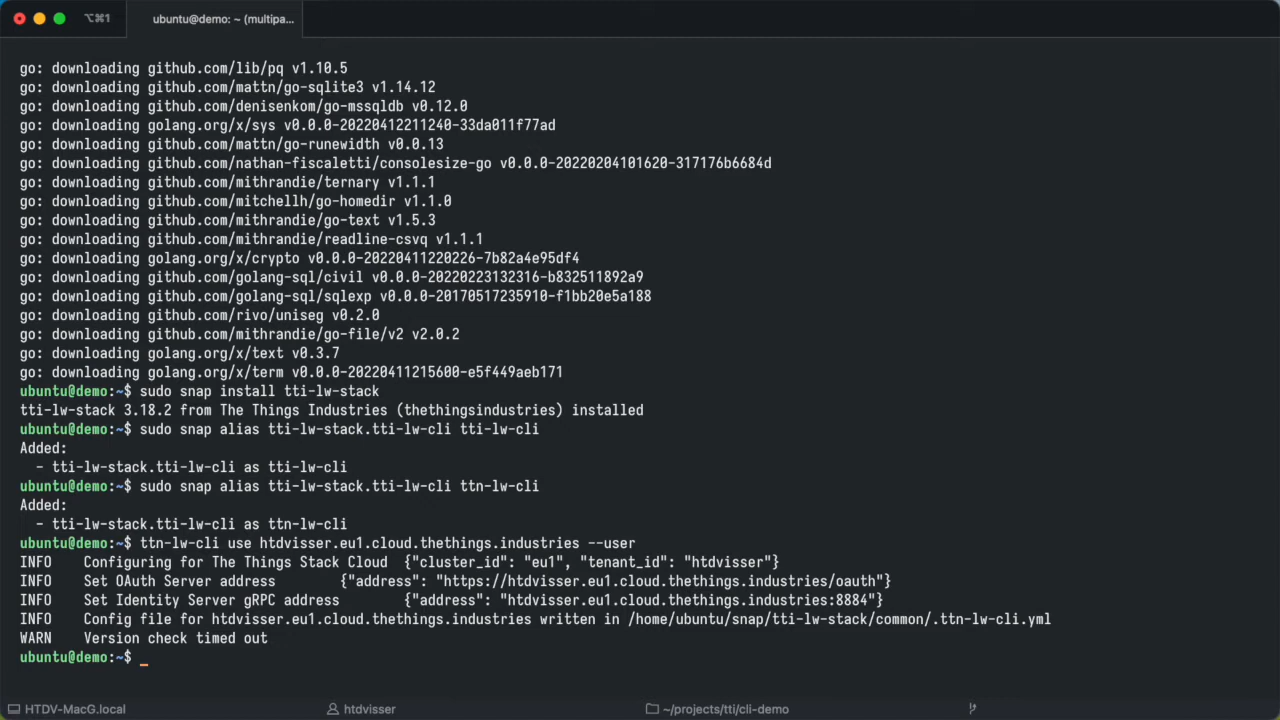 ⌥⌘1
ubuntu@demo: ~ (multipa...
go: downloading github.com/lib/pq v1.10.5
go: downloading github.com/mattn/go-sqlite3 v1.14.12
go: downloading github.com/denisenkom/go-mssqldb v0.12.0
go: downloading golang.org/x/sys v0.0.0-20220412211240-33da011f77ad
go: downloading github.com/mattn/go-runewidth v0.0.13
go: downloading github.com/nathan-fiscaletti/consolesize-go v0.0.0-20220204101620-317176b6684d
go: downloading github.com/mithrandie/ternary v1.1.1
go: downloading github.com/mitchellh/go-homedir v1.1.0
go: downloading github.com/mithrandie/go-text v1.5.3
go: downloading github.com/mithrandie/readline-csvq v1.1.1
go: downloading golang.org/x/crypto v0.0.0-20220411220226-7b82a4e95df4
go: downloading github.com/golang-sql/civil v0.0.0-20220223132316-b832511892a9
go: downloading github.com/golang-sql/sqlexp v0.0.0-20170517235910-f1bb20e5a188
go: downloading github.com/rivo/uniseg v0.2.0
go: downloading github.com/mithrandie/go-file/v2 v2.0.2
go: downloading golang.org/x/text v0.3.7
go: downloading golang.org/x/term v0.0.0-20220411215600-e5f449aeb171
ubuntu@demo:~$ sudo snap install tti-lw-stack
tti-lw-stack 3.18.2 from The Things Industries (thethingsindustries) installed
ubuntu@demo:~$ sudo snap alias tti-lw-stack.tti-lw-cli tti-lw-cli
Added:
  - tti-lw-stack.tti-lw-cli as tti-lw-cli
ubuntu@demo:~$ sudo snap alias tti-lw-stack.tti-lw-cli ttn-lw-cli
Added:
  - tti-lw-stack.tti-lw-cli as ttn-lw-cli
ubuntu@demo:~$ ttn-lw-cli use htdvisser.eu1.cloud.thethings.industries --user
INFO    Configuring for The Things Stack Cloud  {"cluster_id": "eu1", "tenant_id": "htdvisser"}
INFO    Set OAuth Server address        {"address": "https://htdvisser.eu1.cloud.thethings.industries/oauth"}
INFO    Set Identity Server gRPC address        {"address": "htdvisser.eu1.cloud.thethings.industries:8884"}
INFO    Config file for htdvisser.eu1.cloud.thethings.industries written in /home/ubuntu/snap/tti-lw-stack/common/.ttn-lw-cli.yml
WARN    Version check timed out
ubuntu@demo:~$ _
HTDV-MacG.local
htdvisser
~/projects/tti/cli-demo